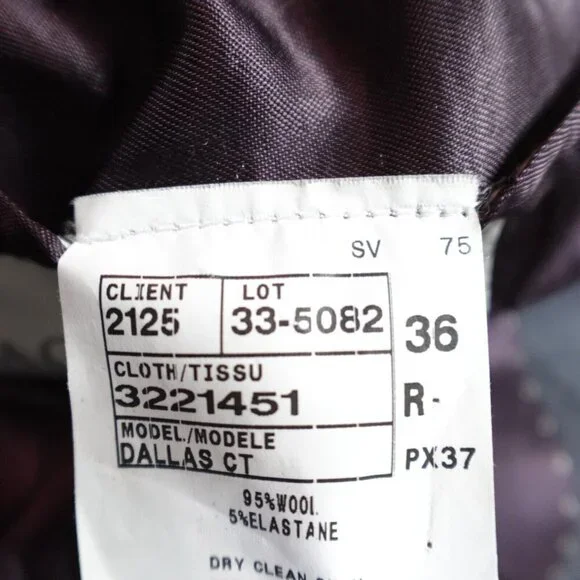 SV 75
CLIENT LOT
2125 33-5082 36
CLOTH/TISSU
3221451 R-
MODEL./MODELE
DALLAS CT PX37
95%WOOL
5%ELASTANE
DRY CLEAN